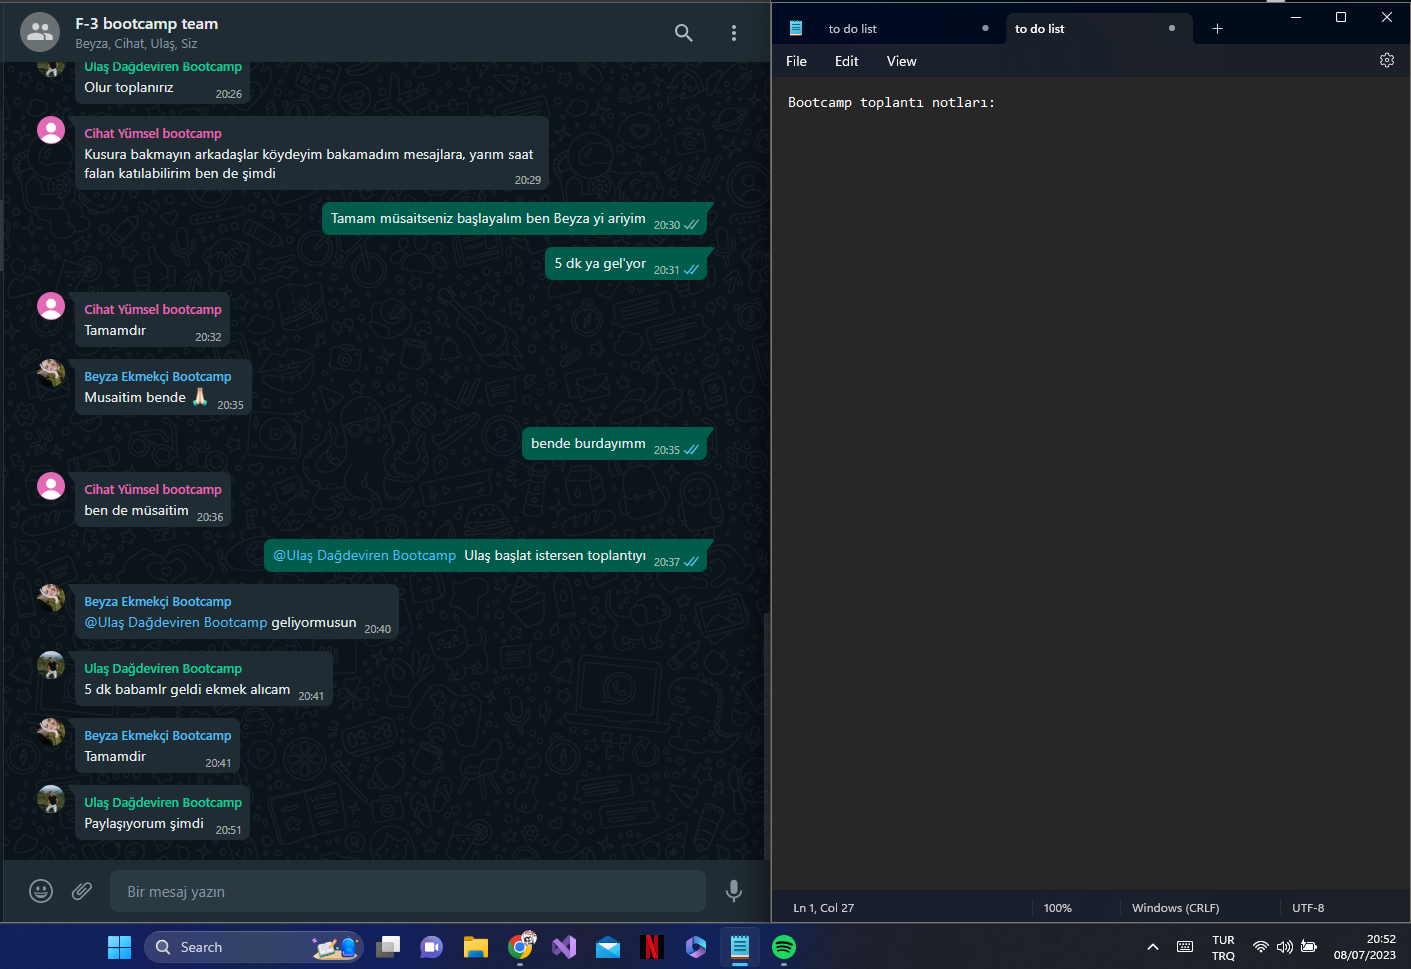 F-3 bootcamp team
Beyza, Cihat, Ulaş, Siz
Ulaş Dağdeviren Bootcamp
Olur toplanırız 20:26
Cihat Yümsel bootcamp
Kusura bakmayın arkadaşlar köydeyim bakamadım mesajlara, yarım saat
falan katılabilirim ben de şimdi
20:29
Tamam müsaitseniz başlayalım ben Beyza yi ariyim 20:30
5 dk ya gel'yor 20:31
Cihat Yümsel bootcamp
Tamamdır 20:32
Beyza Ekmekçi Bootcamp
Musaitim bende 🙏🏻 20:35
bende burdayımm 20:35
Cihat Yümsel bootcamp
ben de müsaitim 20:36
@Ulaş Dağdeviren Bootcamp Ulaş başlat istersen toplantıyı 20:37
Beyza Ekmekçi Bootcamp
@Ulaş Dağdeviren Bootcamp geliyormusun 20:40
Ulaş Dağdeviren Bootcamp
5 dk babamlr geldi ekmek alıcam 20:41
Beyza Ekmekçi Bootcamp
Tamamdir 20:41
Ulaş Dağdeviren Bootcamp
Paylaşıyorum şimdi 20:51
Bir mesaj yazın
to do list
to do list
File Edit View
Bootcamp toplantı notları:
Ln 1, Col 27
100%
Windows (CRLF)
UTF-8
Search
TUR
TRQ
20:52
08/07/2023